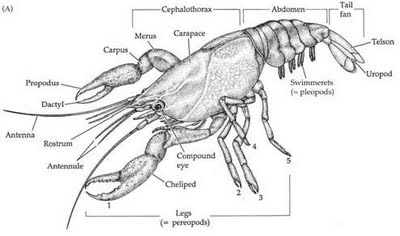 (A)
Cephalothorax
Abdomen
Tail
fan
Merus
Carapace
Carpus
Telson
Propodus
Uropod
Swimmerets
(= pleopods)
Dactyl
Antenna
Rostrum
Antennule
Compound
eye
Cheliped
4
5
2
3
1
Legs
(= pereopods)